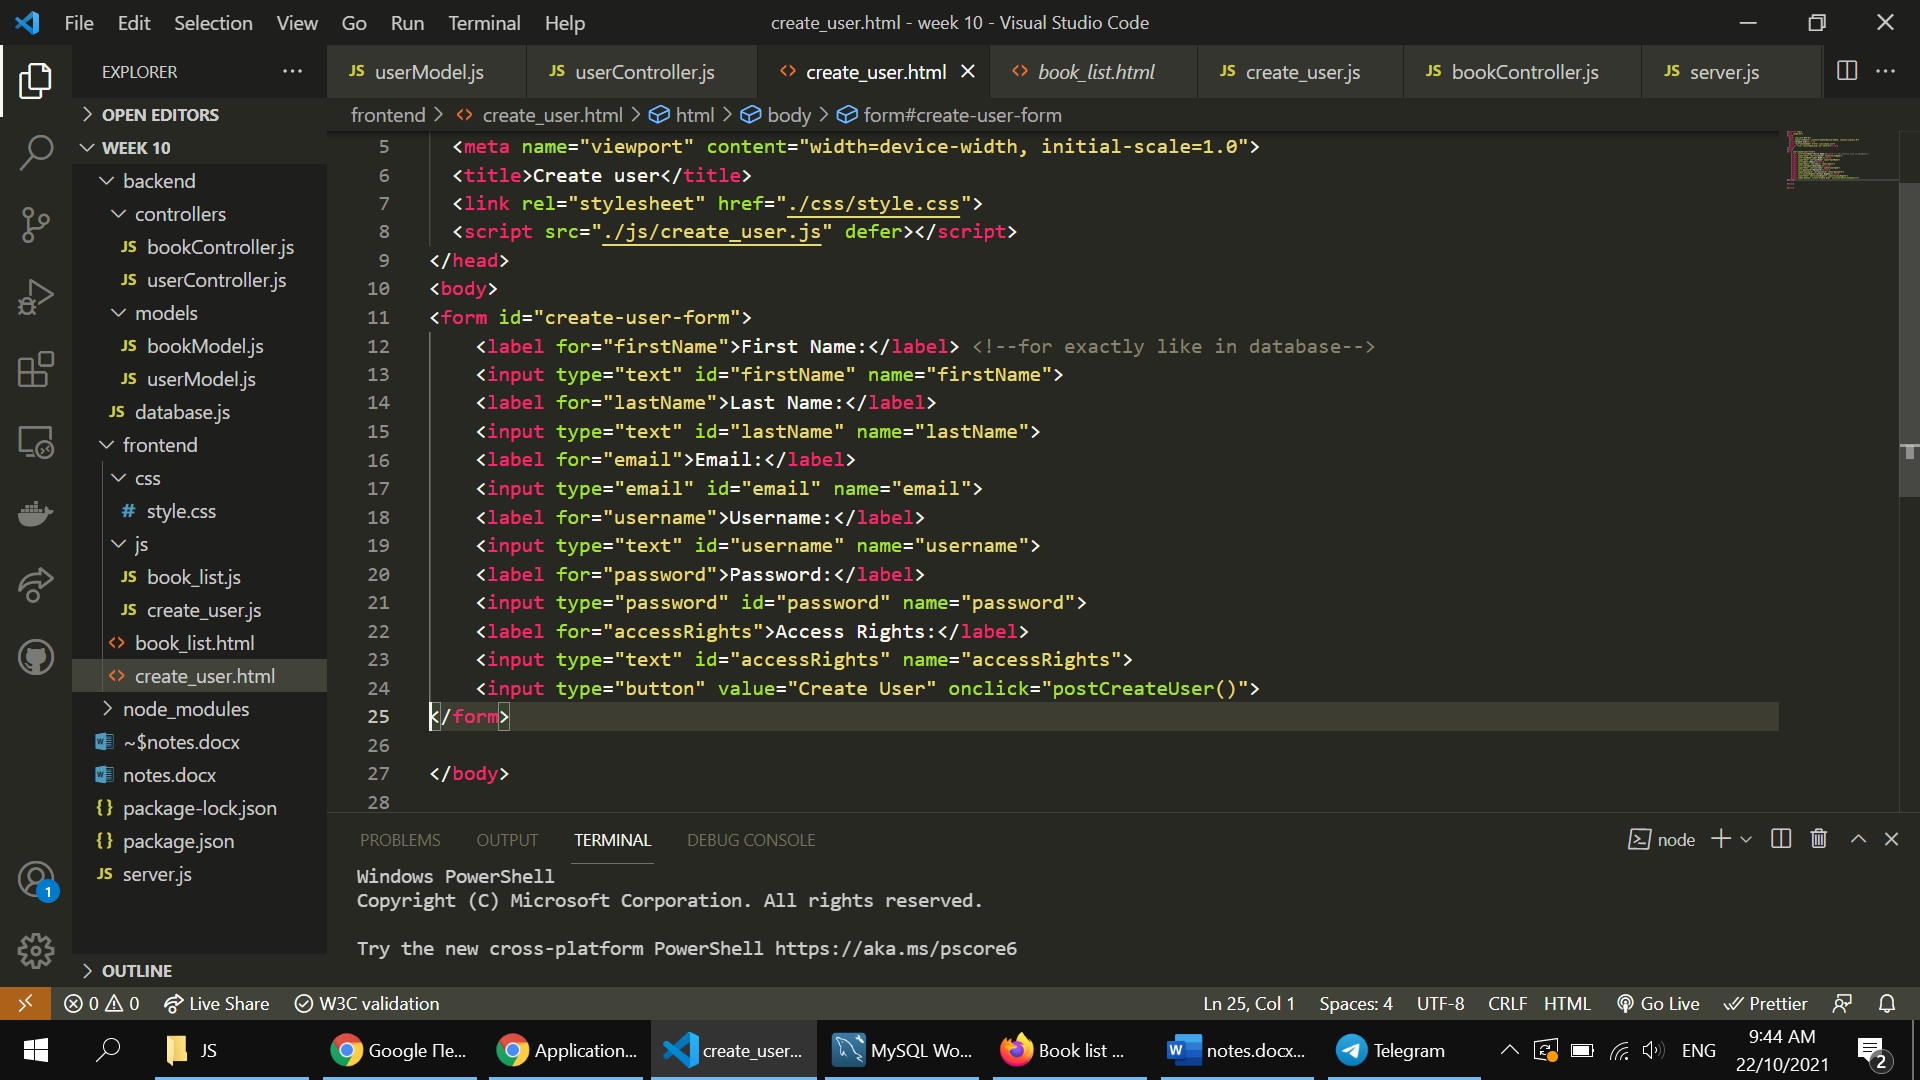 File Edit Selection View Go Run Terminal Help create_user.html - week 10 - Visual Studio Code
EXPLORER ···
JS userModel.js JS userController.js <> create_user.html × <> book_list.html JS create_user.js JS bookController.js JS server.js
OPEN EDITORS
WEEK 10
backend
controllers
JS bookController.js
JS userController.js
models
JS bookModel.js
JS userModel.js
JS database.js
frontend
css
# style.css
js
JS book_list.js
JS create_user.js
<> book_list.html
<> create_user.html
node_modules
~$notes.docx
notes.docx
{} package-lock.json
{} package.json
JS server.js
OUTLINE
frontend > <> create_user.html > html > body > form#create-user-form
5 <meta name="viewport" content="width=device-width, initial-scale=1.0">
6 <title>Create user</title>
7 <link rel="stylesheet" href="./css/style.css">
8 <script src="./js/create_user.js" defer></script>
9 </head>
10 <body>
11 <form id="create-user-form">
12 <label for="firstName">First Name:</label> <!--for exactly like in database-->
13 <input type="text" id="firstName" name="firstName">
14 <label for="lastName">Last Name:</label>
15 <input type="text" id="lastName" name="lastName">
16 <label for="email">Email:</label>
17 <input type="email" id="email" name="email">
18 <label for="username">Username:</label>
19 <input type="text" id="username" name="username">
20 <label for="password">Password:</label>
21 <input type="password" id="password" name="password">
22 <label for="accessRights">Access Rights:</label>
23 <input type="text" id="accessRights" name="accessRights">
24 <input type="button" value="Create User" onclick="postCreateUser()">
25 </form>
26
27 </body>
28
PROBLEMS OUTPUT TERMINAL DEBUG CONSOLE node
Windows PowerShell
Copyright (C) Microsoft Corporation. All rights reserved.
Try the new cross-platform PowerShell https://aka.ms/pscore6
1
0 0 Live Share W3C validation Ln 25, Col 1 Spaces: 4 UTF-8 CRLF HTML Go Live Prettier
JS Google Пе... Application... create_user... MySQL Wo... Book list ... notes.docx... Telegram ENG 9:44 AM
22/10/2021 2